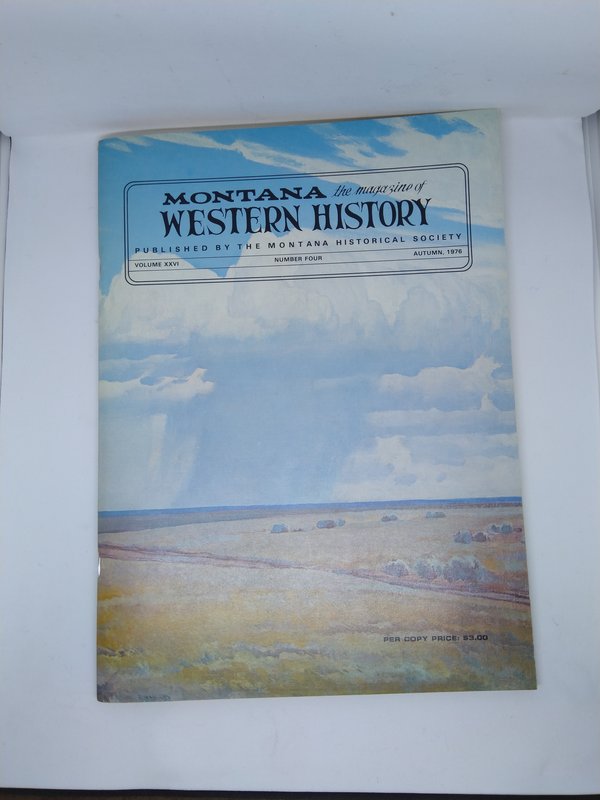 MONTANA the magazine of
WESTERN HISTORY
PUBLISHED BY THE MONTANA HISTORICAL SOCIETY
VOLUME XXVI NUMBER FOUR AUTUMN, 1976
PER COPY PRICE: $3.00